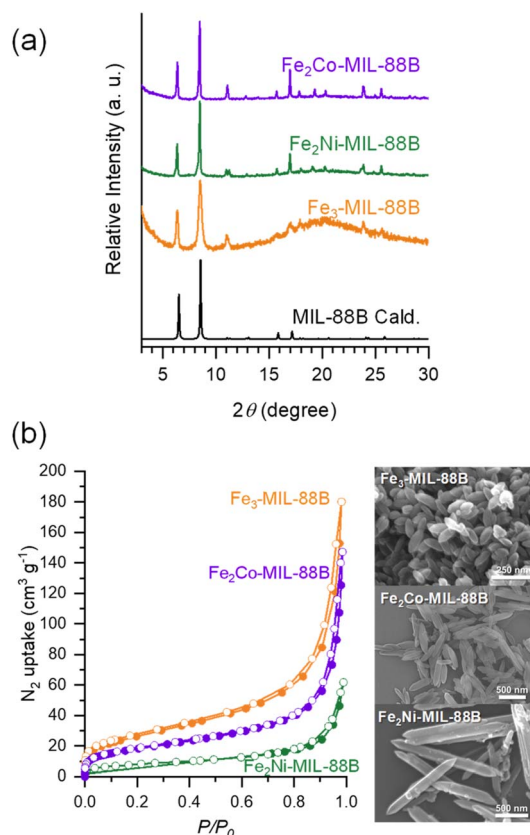 (a)
Relative Intensity (a. u.)
Fe₂Co-MIL-88B
Fe₂Ni-MIL-88B
Fe₃-MIL-88B
MIL-88B Cald.
5 10 15 20 25 30
2θ (degree)
(b)
N₂ uptake (cm³ g⁻¹)
200
180
160
140
120
100
80
60
40
20
0
Fe₃-MIL-88B
Fe₂Co-MIL-88B
Fe₂Ni-MIL-88B
0.0 0.2 0.4 0.6 0.8 1.0
P/P₀
Fe₃-MIL-88B
250 nm
Fe₂Co-MIL-88B
500 nm
Fe₂Ni-MIL-88B
500 nm